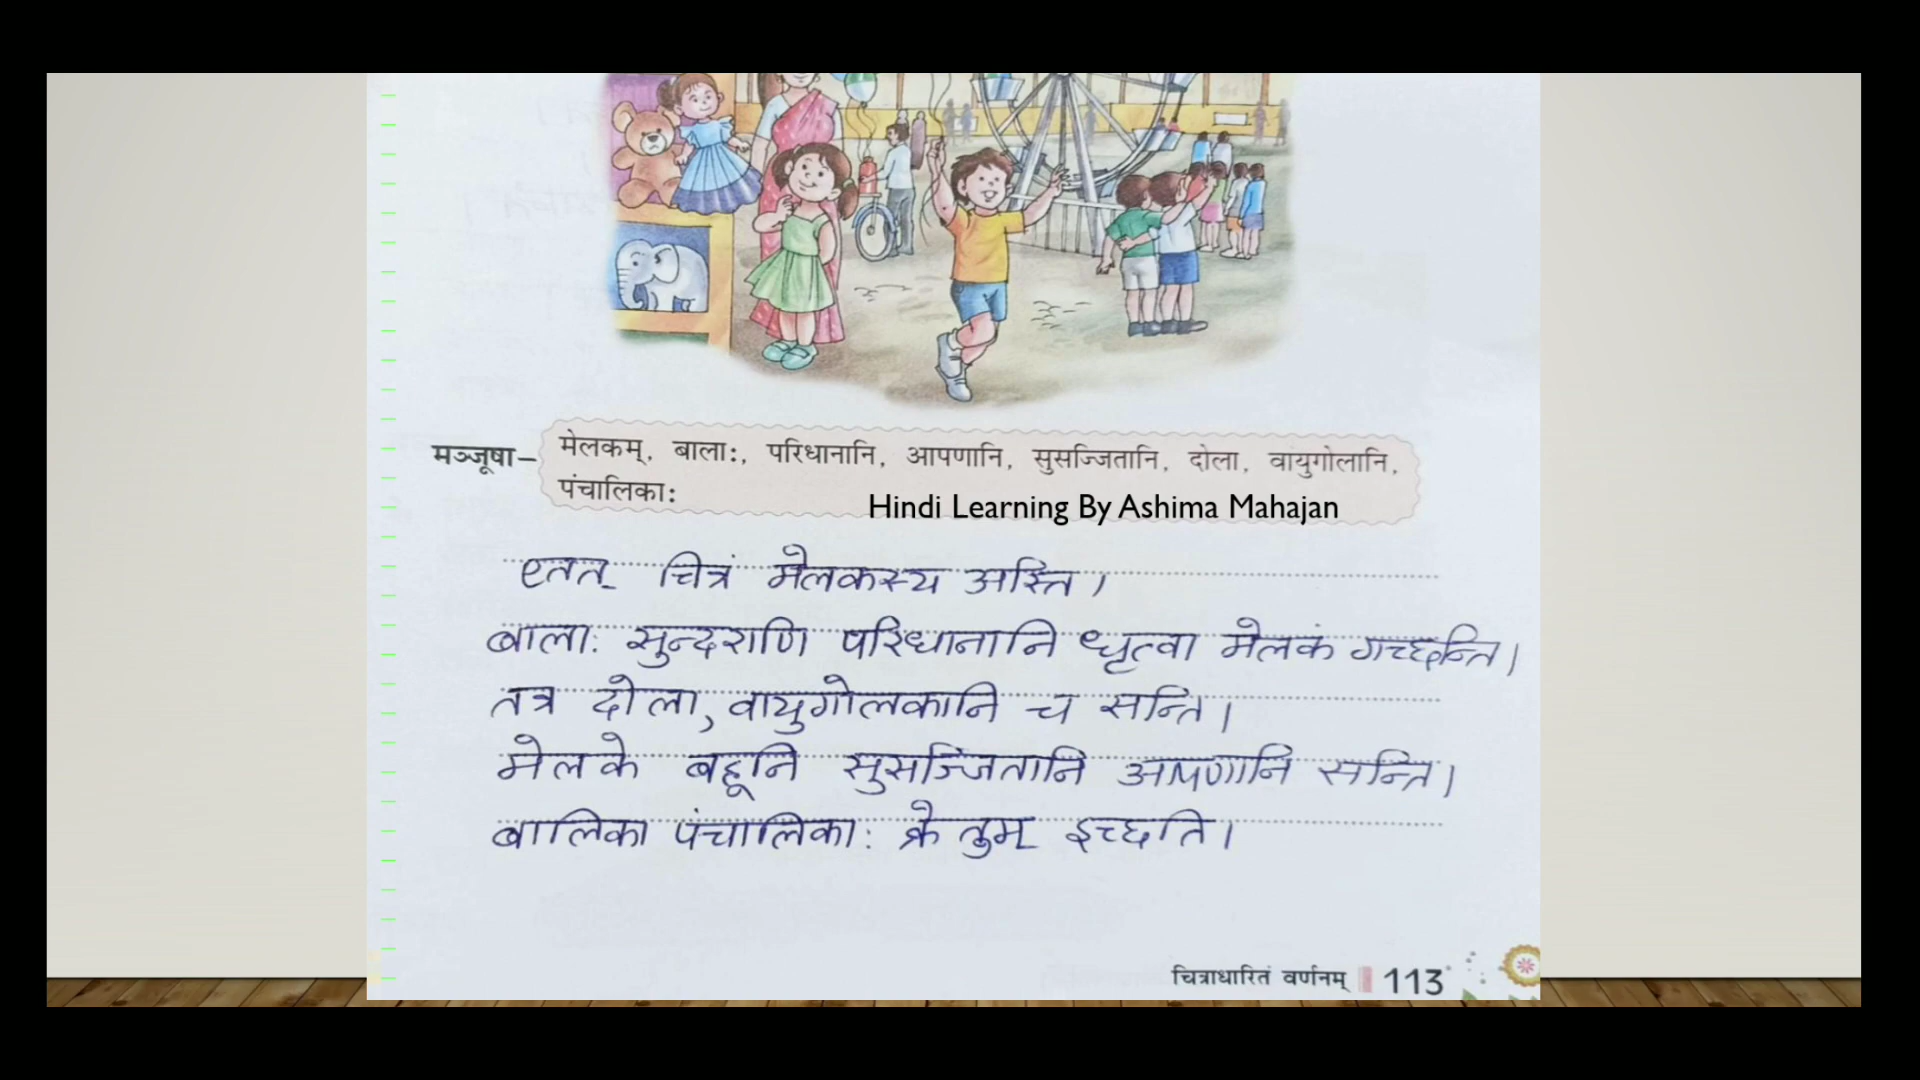 मञ्जूषा— मेलकम्, बालाः, परिधानानि, आपणानि, सुसज्जितानि, दोला, वायुगोलानि,
पंचालिकाः
Hindi Learning By Ashima Mahajan
एतत् चित्रं मेलकस्य अस्ति।
बालाः सुन्दराणि परिधानानि धृत्वा मेलकं गच्छन्ति।
तत्र दोला, वायुगोलकानि च सन्ति।
मेलके बहूनि सुसज्जितानि आपणानि सन्ति।
बालिका पंचालिकाः क्रेतुम् इच्छति।
चित्राधारितं वर्णनम् 113